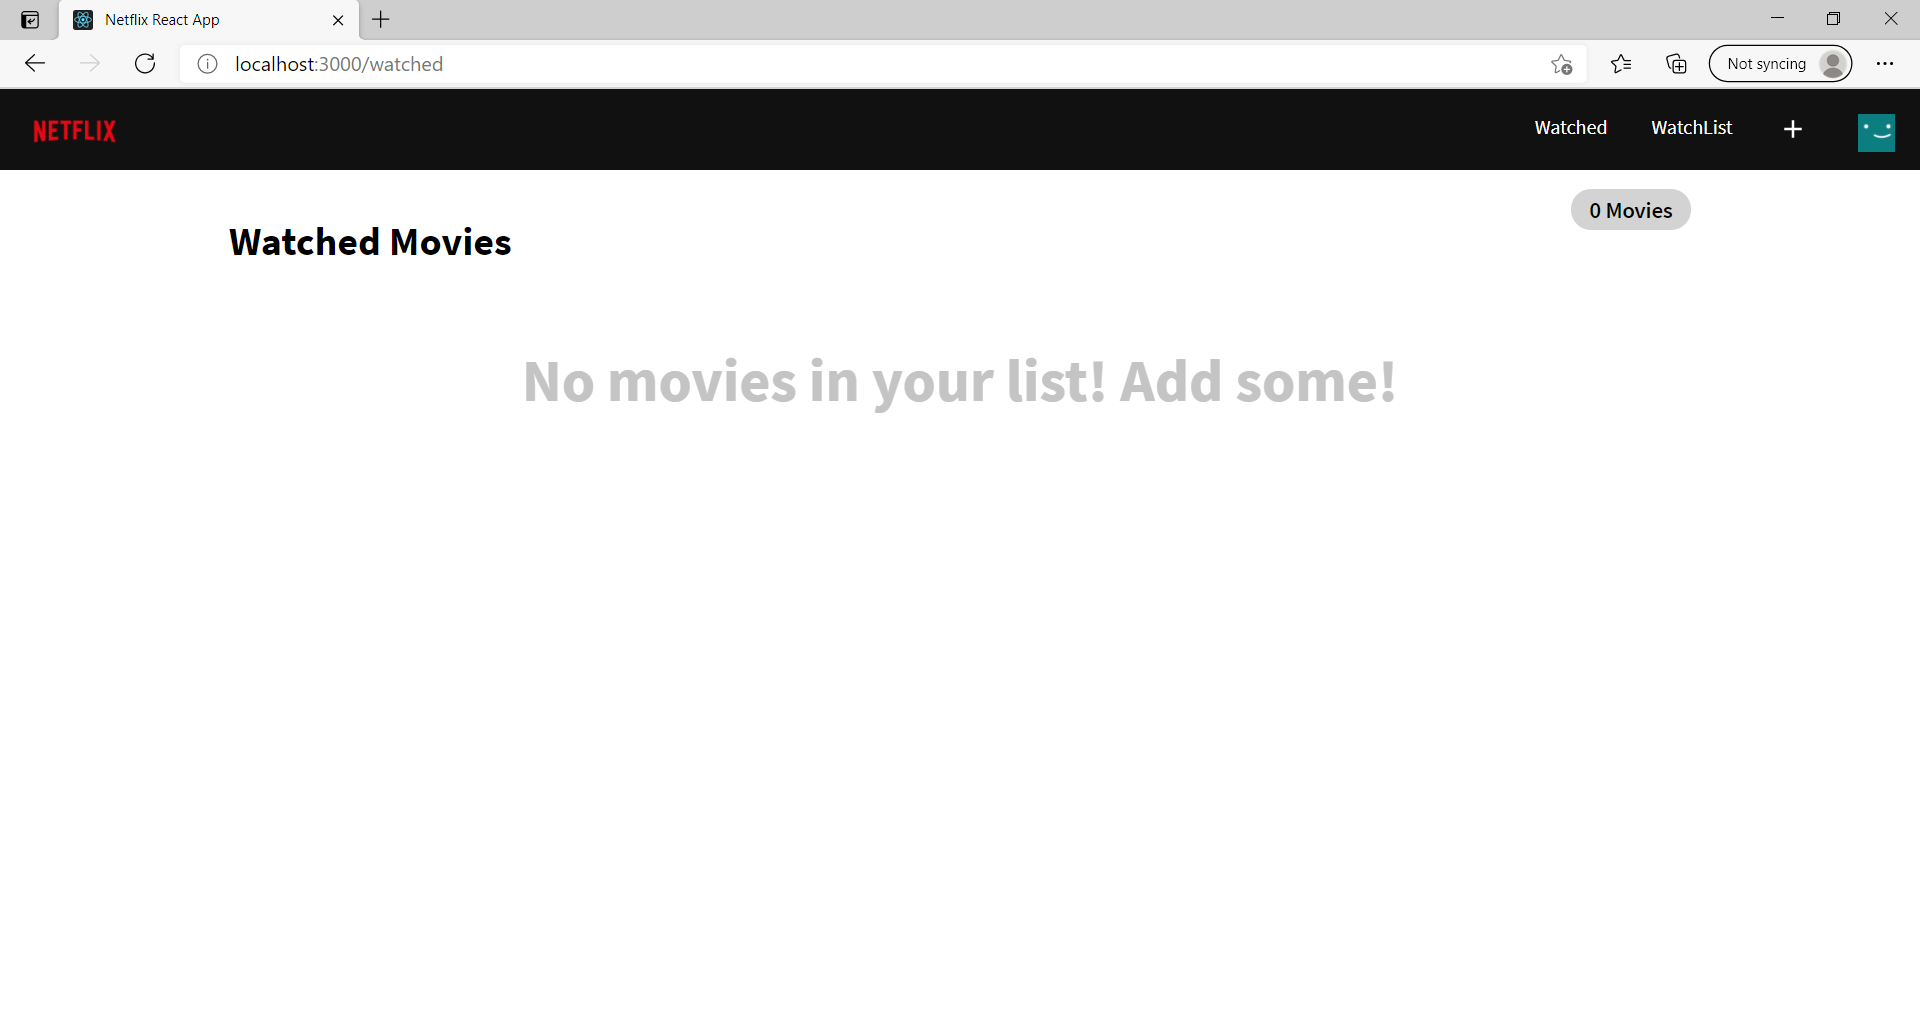 Netflix React App
localhost:3000/watched
Not syncing
NETFLIX
Watched WatchList
0 Movies
Watched Movies
No movies in your list! Add some!